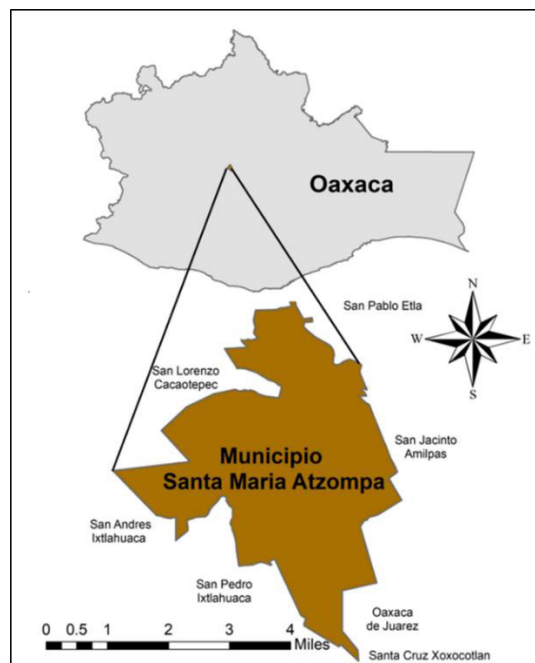 Oaxaca
San Pablo Etla
N
W
E
S
San Lorenzo
Cacaotepec
San Jacinto
Amilpas
Municipio
Santa Maria Atzompa
San Andres
Ixtlahuaca
San Pedro
Ixtlahuaca
Oaxaca
de Juarez
0 0.5 1 2 3 4
Miles
Santa Cruz Xoxocotlan